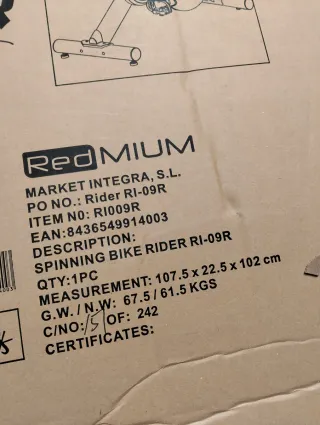 RedMIUM
MARKET INTEGRA, S.L.
PO NO.: Rider RI-09R
ITEM N0: RI009R
EAN:8436549914003
DESCRIPTION:
SPINNING BIKE RIDER RI-09R
QTY:1PC
MEASUREMENT: 107.5 x 22.5 x 102 cm
G.W. / N.W: 67.5 / 61.5 KGS
C/NO: 15 OF: 242
CERTIFICATES: